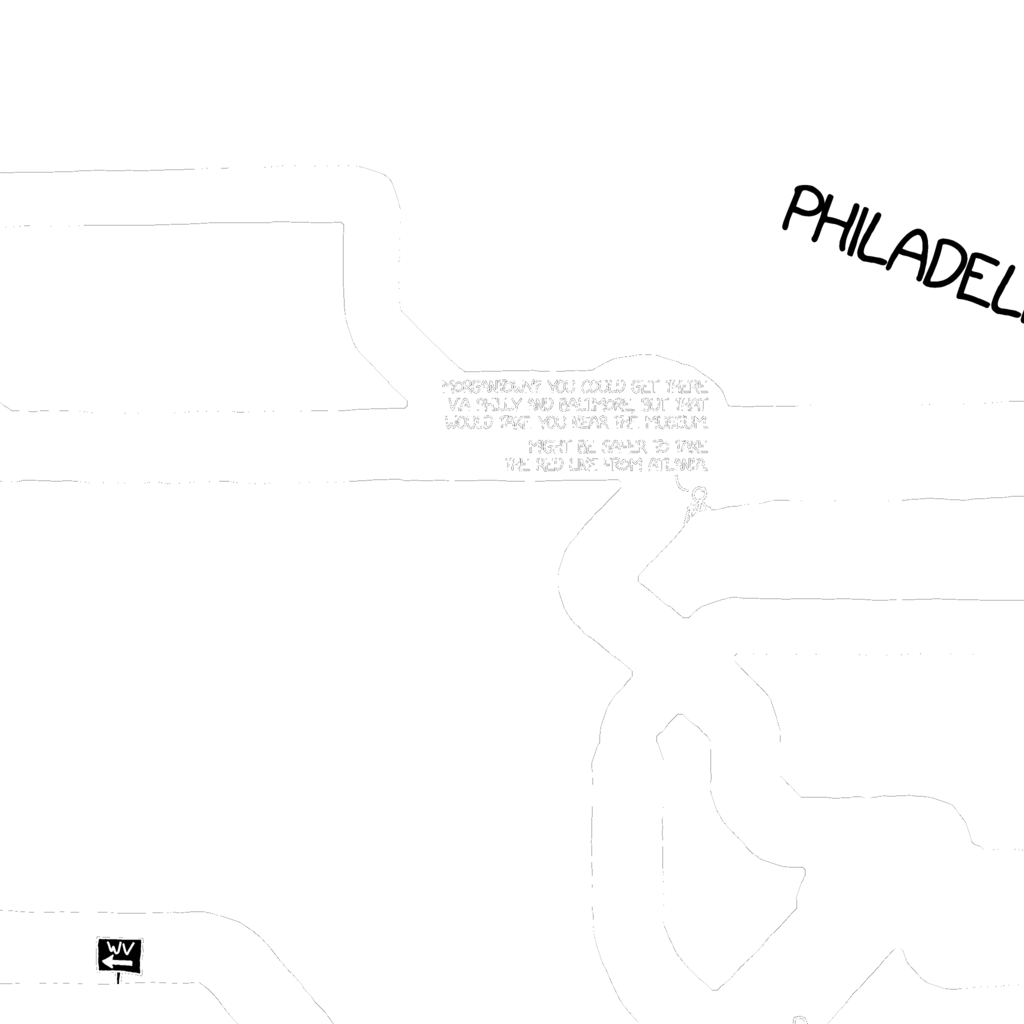 PHILADEL
MORGANTOWN? YOU COULD GET THERE
VIA PHILLY AND BALTIMORE, BUT THAT
WOULD TAKE YOU NEAR THE MUSEUM.
MIGHT BE SAFER TO TAKE
THE RED LINE FROM ATLANTA.
WV